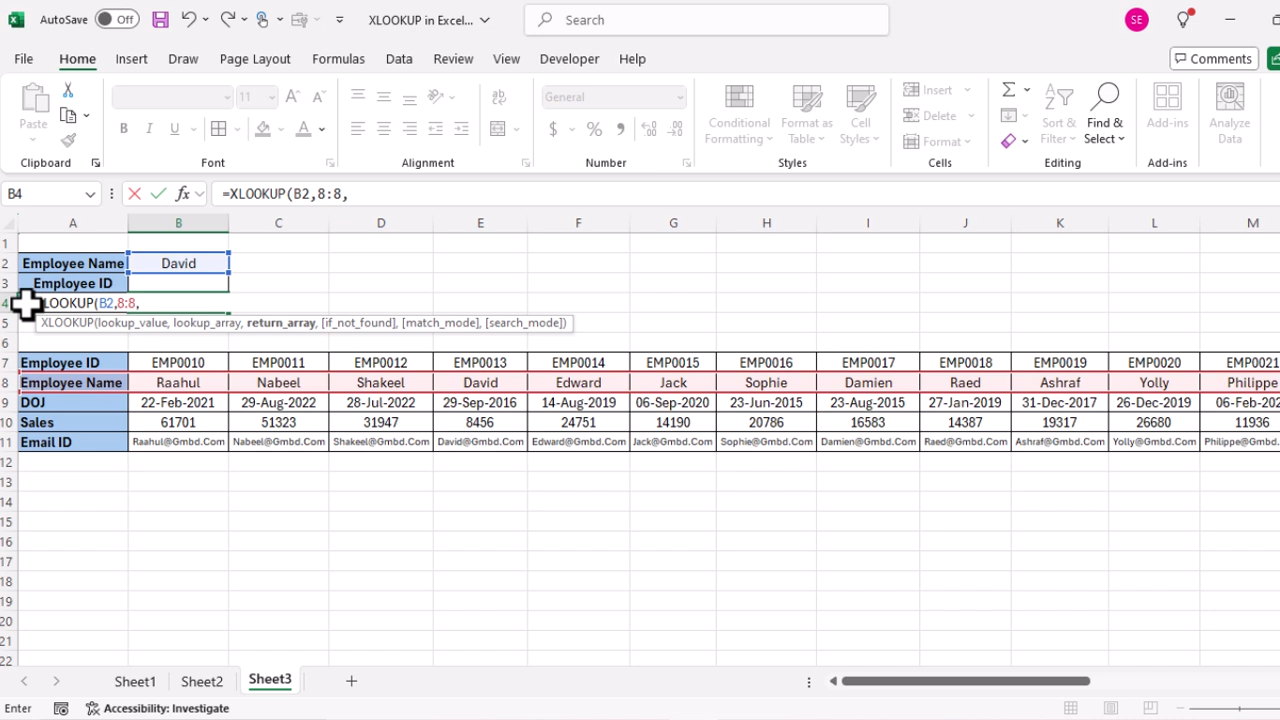 AutoSave Off XLOOKUP in Excel... Search SE
File Home Insert Draw Page Layout Formulas Data Review View Developer Help Comments
Paste 11 General Conditional Formatting Format as Table Cell Styles Insert Delete Format Sort & Filter Find & Select Add-ins Analyze Data
Clipboard Font Alignment Number Styles Cells Editing Add-ins
B4 fx =XLOOKUP(B2,8:8,
A B C D E F G H I J K L M
1
2 Employee Name David
3 Employee ID
4 LOOKUP(B2,8:8,
5 XLOOKUP(lookup_value, lookup_array, return_array, [if_not_found], [match_mode], [search_mode])
6
7 Employee ID EMP0010 EMP0011 EMP0012 EMP0013 EMP0014 EMP0015 EMP0016 EMP0017 EMP0018 EMP0019 EMP0020 EMP0021
8 Employee Name Raahul Nabeel Shakeel David Edward Jack Sophie Damien Raed Ashraf Yolly Philippe
9 DOJ 22-Feb-2021 29-Aug-2022 28-Jul-2022 29-Sep-2016 14-Aug-2019 06-Sep-2020 23-Jun-2015 23-Aug-2015 27-Jan-2019 31-Dec-2017 26-Dec-2019 06-Feb-202
10 Sales 61701 51323 31947 8456 24751 14190 20786 16583 14387 19317 26680 11936
11 Email ID Raahul@Gmbd.Com Nabeel@Gmbd.Com Shakeel@Gmbd.Com David@Gmbd.Com Edward@Gmbd.Com Jack@Gmbd.Com Sophie@Gmbd.Com Damien@Gmbd.Com Raed@Gmbd.Com Ashraf@Gmbd.Com Yolly@Gmbd.Com Philippe@Gmbd.Com
12
13
14
15
16
17
18
19
20
21
22
Sheet1 Sheet2 Sheet3
Enter Accessibility: Investigate